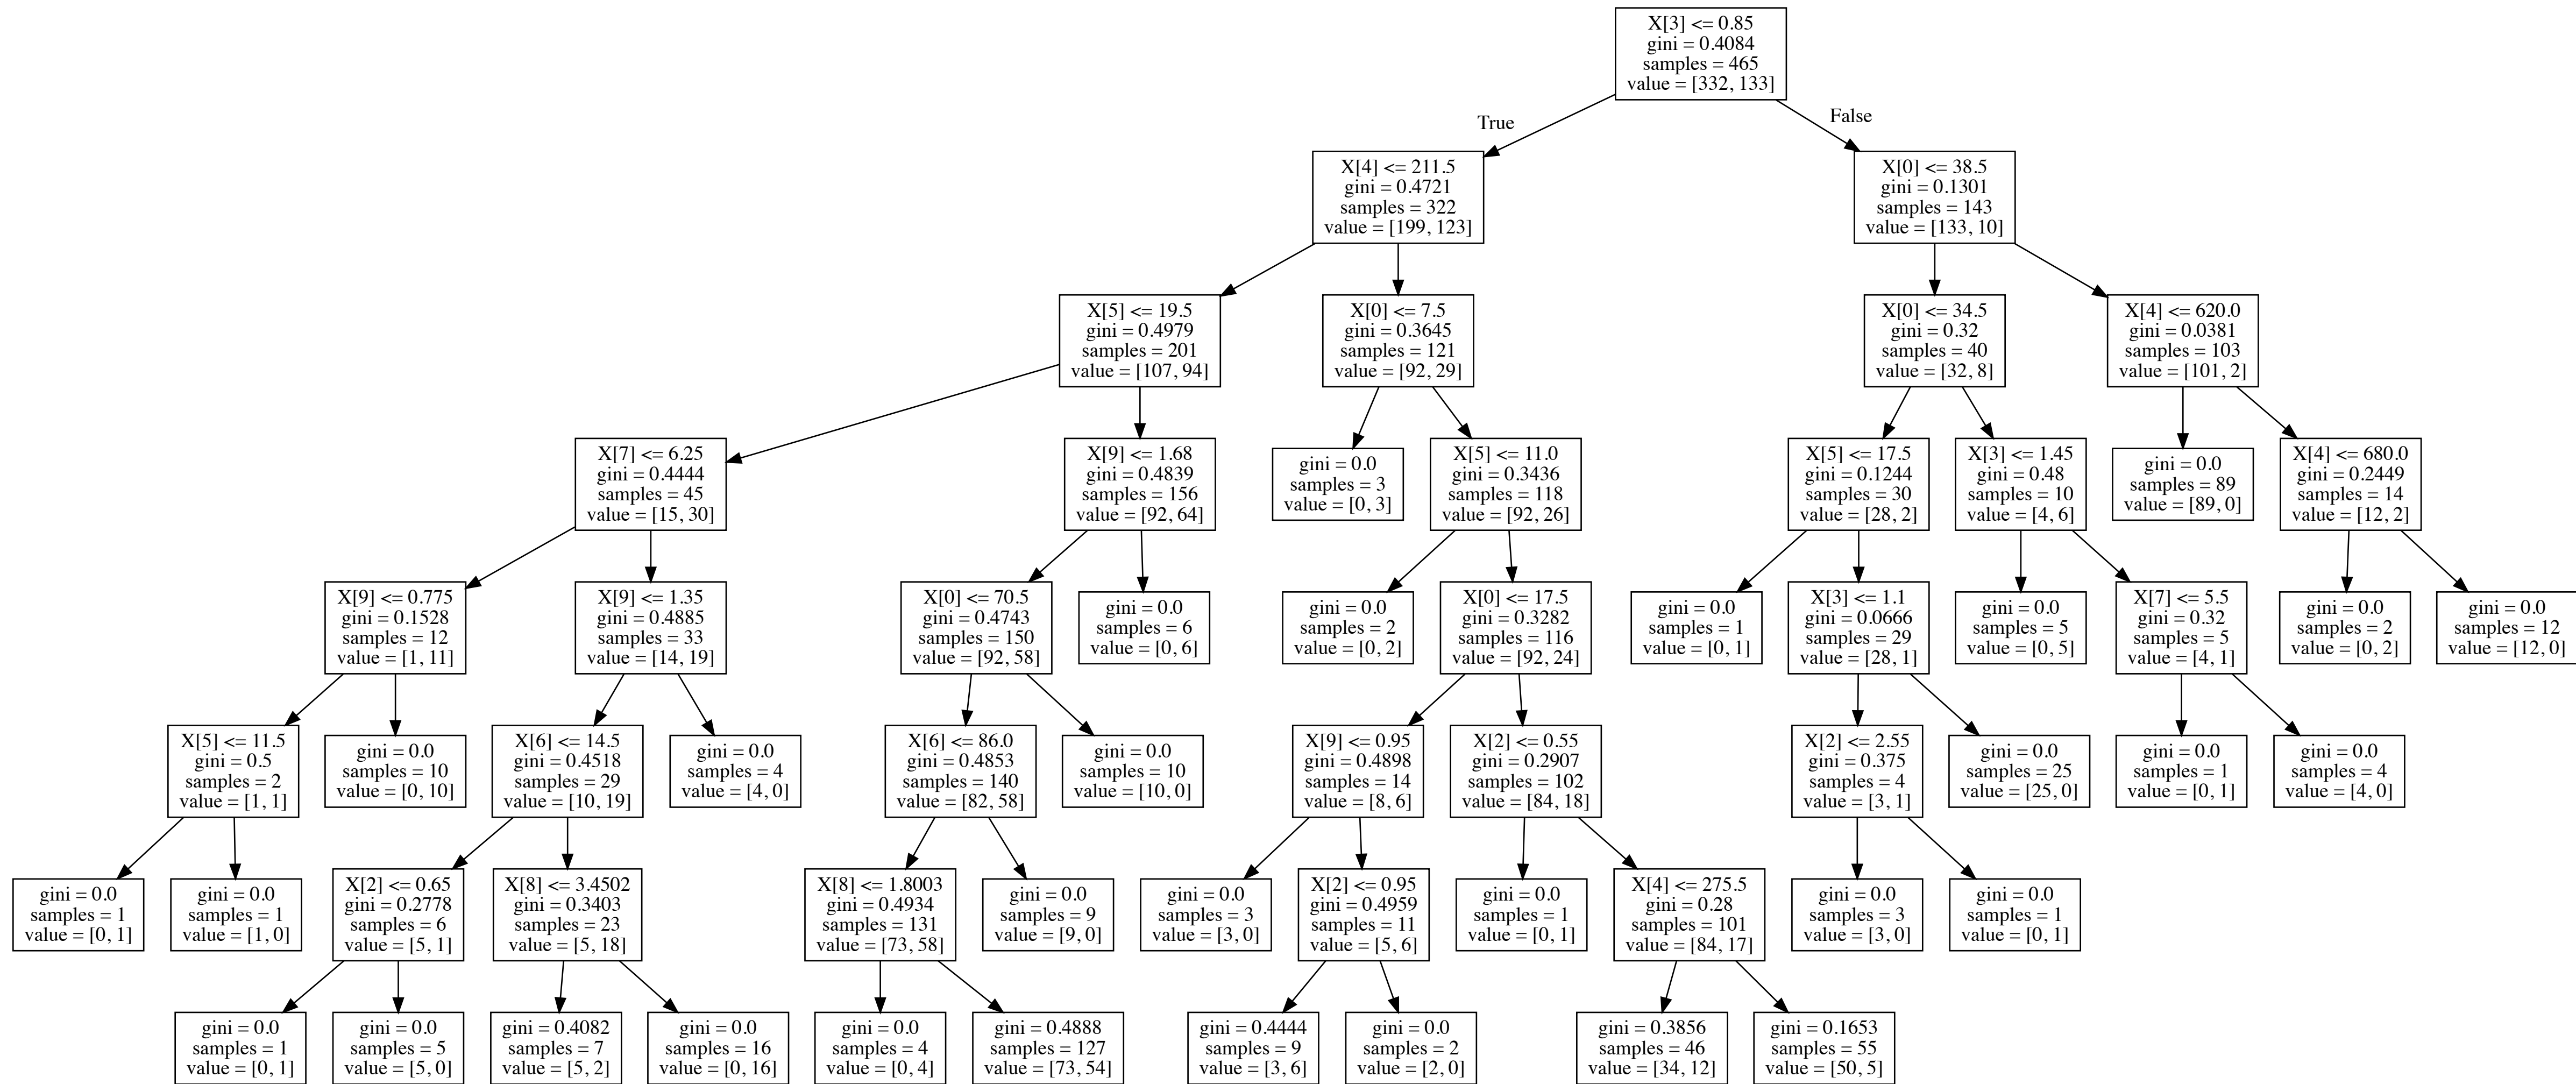 X[3] <= 0.85
gini = 0.4084
samples = 465
value = [332, 133]
True
False
X[4] <= 211.5
gini = 0.4721
samples = 322
value = [199, 123]
X[0] <= 38.5
gini = 0.1301
samples = 143
value = [133, 10]
X[5] <= 19.5
gini = 0.4979
samples = 201
value = [107, 94]
X[0] <= 7.5
gini = 0.3645
samples = 121
value = [92, 29]
X[0] <= 34.5
gini = 0.32
samples = 40
value = [32, 8]
X[4] <= 620.0
gini = 0.0381
samples = 103
value = [101, 2]
X[7] <= 6.25
gini = 0.4444
samples = 45
value = [15, 30]
X[9] <= 1.68
gini = 0.4839
samples = 156
value = [92, 64]
gini = 0.0
samples = 3
value = [0, 3]
X[5] <= 11.0
gini = 0.3436
samples = 118
value = [92, 26]
X[5] <= 17.5
gini = 0.1244
samples = 30
value = [28, 2]
X[3] <= 1.45
gini = 0.48
samples = 10
value = [4, 6]
gini = 0.0
samples = 89
value = [89, 0]
X[4] <= 680.0
gini = 0.2449
samples = 14
value = [12, 2]
X[9] <= 0.775
gini = 0.1528
samples = 12
value = [1, 11]
X[9] <= 1.35
gini = 0.4885
samples = 33
value = [14, 19]
X[0] <= 70.5
gini = 0.4743
samples = 150
value = [92, 58]
gini = 0.0
samples = 6
value = [0, 6]
gini = 0.0
samples = 2
value = [0, 2]
X[0] <= 17.5
gini = 0.3282
samples = 116
value = [92, 24]
gini = 0.0
samples = 1
value = [0, 1]
X[3] <= 1.1
gini = 0.0666
samples = 29
value = [28, 1]
gini = 0.0
samples = 5
value = [0, 5]
X[7] <= 5.5
gini = 0.32
samples = 5
value = [4, 1]
gini = 0.0
samples = 2
value = [0, 2]
gini = 0.0
samples = 12
value = [12, 0]
X[5] <= 11.5
gini = 0.5
samples = 2
value = [1, 1]
gini = 0.0
samples = 10
value = [0, 10]
X[6] <= 14.5
gini = 0.4518
samples = 29
value = [10, 19]
gini = 0.0
samples = 4
value = [4, 0]
X[6] <= 86.0
gini = 0.4853
samples = 140
value = [82, 58]
gini = 0.0
samples = 10
value = [10, 0]
X[9] <= 0.95
gini = 0.4898
samples = 14
value = [8, 6]
X[2] <= 0.55
gini = 0.2907
samples = 102
value = [84, 18]
X[2] <= 2.55
gini = 0.375
samples = 4
value = [3, 1]
gini = 0.0
samples = 25
value = [25, 0]
gini = 0.0
samples = 1
value = [0, 1]
gini = 0.0
samples = 4
value = [4, 0]
gini = 0.0
samples = 1
value = [0, 1]
gini = 0.0
samples = 1
value = [1, 0]
X[2] <= 0.65
gini = 0.2778
samples = 6
value = [5, 1]
X[8] <= 3.4502
gini = 0.3403
samples = 23
value = [5, 18]
X[8] <= 1.8003
gini = 0.4934
samples = 131
value = [73, 58]
gini = 0.0
samples = 9
value = [9, 0]
gini = 0.0
samples = 3
value = [3, 0]
X[2] <= 0.95
gini = 0.4959
samples = 11
value = [5, 6]
gini = 0.0
samples = 1
value = [0, 1]
X[4] <= 275.5
gini = 0.28
samples = 101
value = [84, 17]
gini = 0.0
samples = 3
value = [3, 0]
gini = 0.0
samples = 1
value = [0, 1]
gini = 0.0
samples = 1
value = [0, 1]
gini = 0.0
samples = 5
value = [5, 0]
gini = 0.4082
samples = 7
value = [5, 2]
gini = 0.0
samples = 16
value = [0, 16]
gini = 0.0
samples = 4
value = [0, 4]
gini = 0.4888
samples = 127
value = [73, 54]
gini = 0.4444
samples = 9
value = [3, 6]
gini = 0.0
samples = 2
value = [2, 0]
gini = 0.3856
samples = 46
value = [34, 12]
gini = 0.1653
samples = 55
value = [50, 5]